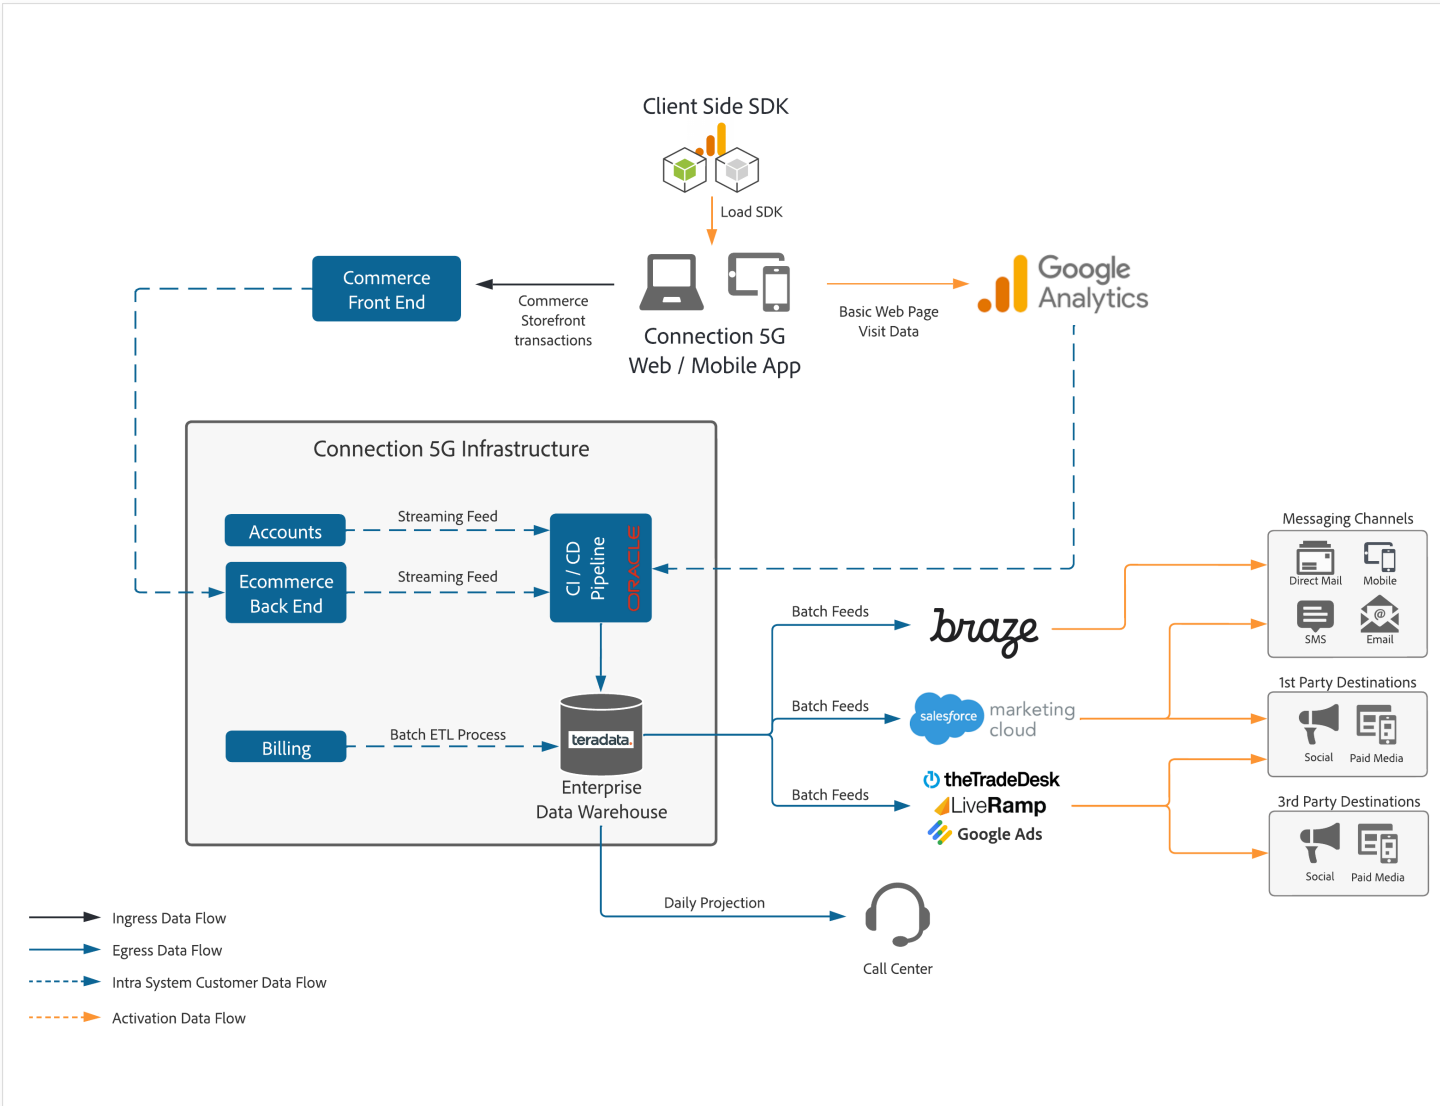 Client Side SDK
Load SDK
Commerce
Front End
Commerce
Storefront
transactions
Connection 5G
Web / Mobile App
Basic Web Page
Visit Data
Google
Analytics
Connection 5G Infrastructure
Accounts
Streaming Feed
Ecommerce
Back End
Streaming Feed
CI / CD
Pipeline
ORACLE
Billing
Batch ETL Process
teradata.
Enterprise
Data Warehouse
Batch Feeds
braze
Batch Feeds
salesforce
marketing
cloud
Batch Feeds
theTradeDesk
LiveRamp
Google Ads
Messaging Channels
Direct Mail
Mobile
SMS
@
Email
1st Party Destinations
Social
Paid Media
3rd Party Destinations
Social
Paid Media
Daily Projection
Call Center
Ingress Data Flow
Egress Data Flow
Intra System Customer Data Flow
Activation Data Flow